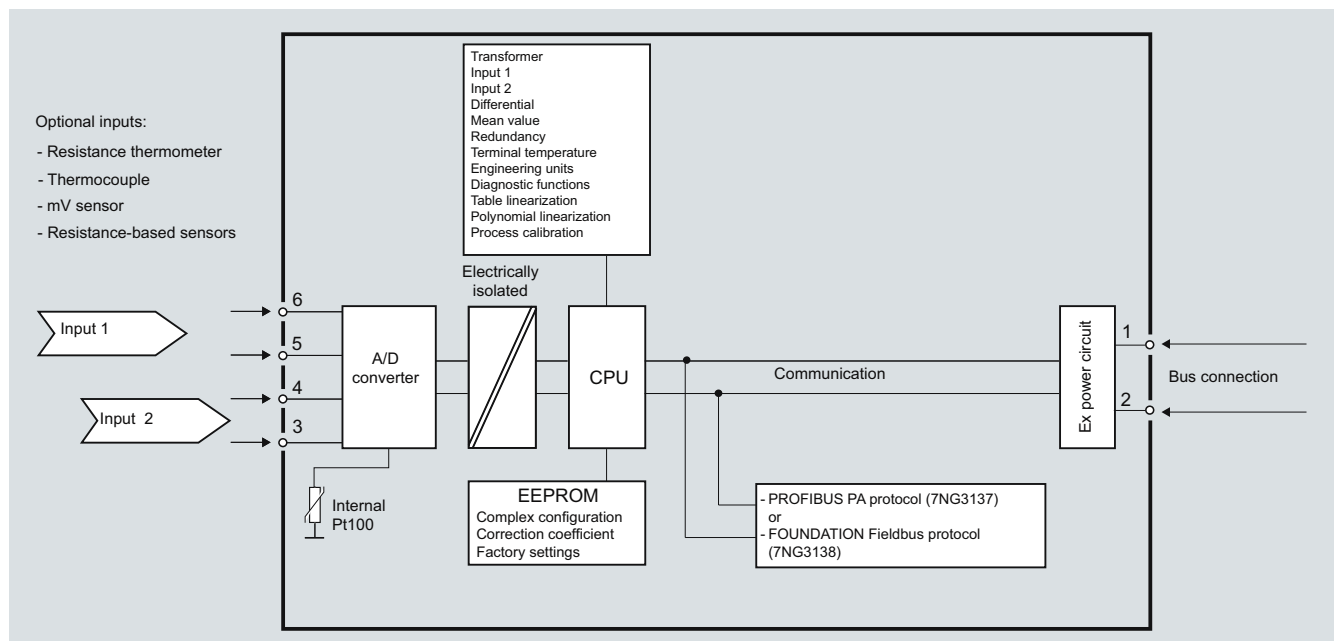 Transformer
Input 1
Input 2
Differential
Mean value
Redundancy
Terminal temperature
Engineering units
Diagnostic functions
Table linearization
Polynomial linearization
Process calibration
Optional inputs:
- Resistance thermometer
- Thermocouple
- mV sensor
- Resistance-based sensors
Electrically
isolated
Input 1
Input 2
6
5
4
3
A/D
converter
CPU
Communication
Ex power circuit
1
2
Bus connection
Internal
Pt100
EEPROM
Complex configuration
Correction coefficient
Factory settings
- PROFIBUS PA protocol (7NG3137)
or
- FOUNDATION Fieldbus protocol
(7NG3138)